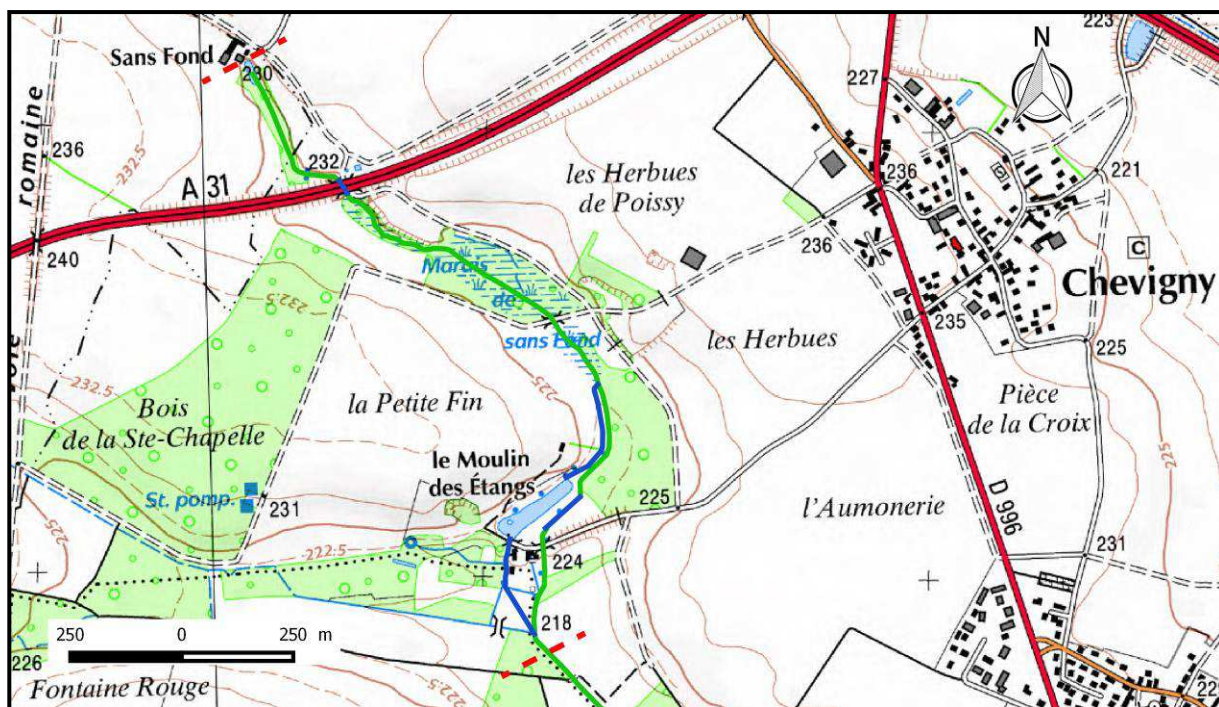 Sans Fond
230
223
N
227
romaine
236
232.5
232
A 31
les Herbues
de Poissy
236
221
240
236
C
Chevigny
Marais
de
sans Fond
232.5
235
les Herbues
225
232.5
225
Bois
de la Ste-Chapelle
la Petite Fin
Pièce
de la Croix
le Moulin
des Étangs
St. pomp.
231
225
l'Aumonerie
D 996
225
222.5
224
231
218
250 0 250 m
226
222.5
Fontaine Rouge